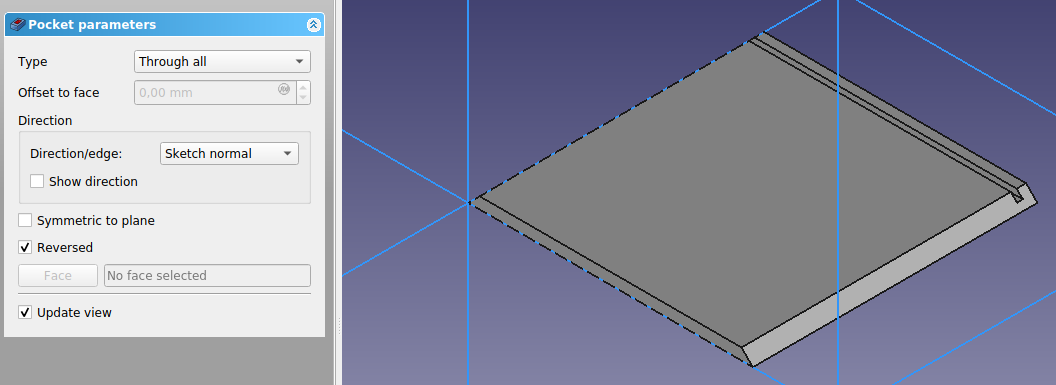 Pocket parameters
Type
Through all
Offset to face
0,00 mm
Direction
Direction/edge:
Sketch normal
Show direction
Symmetric to plane
Reversed
Face
No face selected
Update view